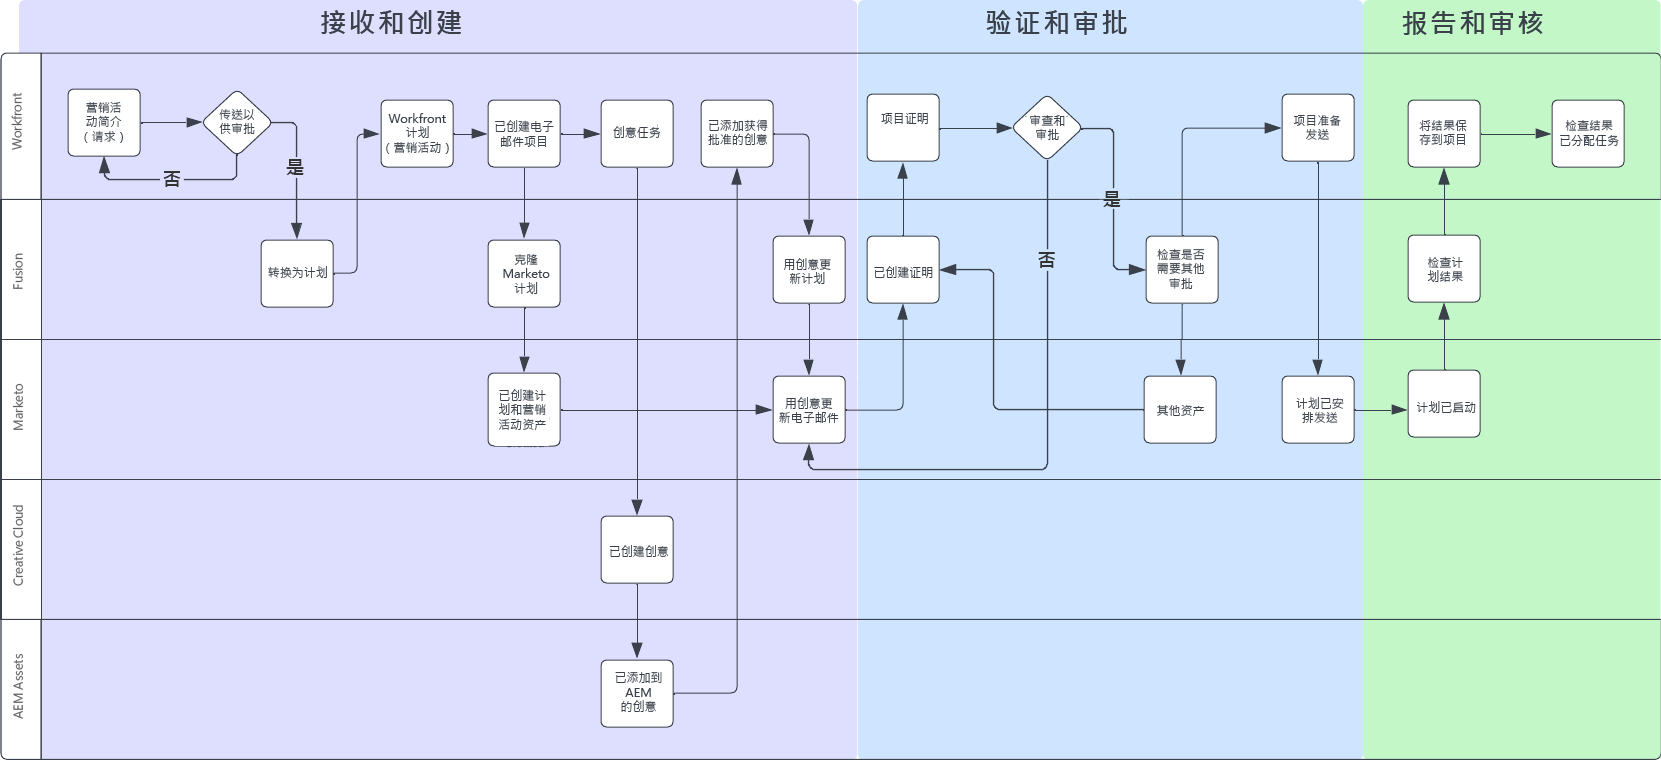 接收和创建
验证和审批
报告和审核
Workfront
营销活
动简介
（请求）
传送以
供审批
否
是
Workfront
计划
（营销活动）
已创建电子
邮件项目
创意任务
已添加获得
批准的创意
项目证明
审查和
审批
是
项目准备
发送
将结果保
存到项目
检查结果
已分配任务
Fusion
转换为计划
克隆
Marketo
计划
用创意更
新计划
已创建证明
否
检查是否
需要其他
审批
检查计
划结果
Marketo
已创建计
划和营销
活动资产
用创意更
新电子邮件
其他资产
计划已安
排发送
计划已启动
Creative Cloud
已创建创意
AEM Assets
已添加到
AEM
的创意